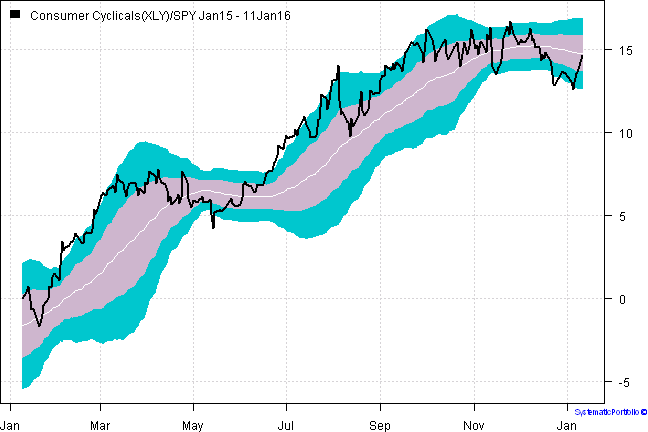 Consumer Cyclicals(XLY)/SPY Jan15 - 11Jan16
15
10
5
0
-5
Jan Mar May Jul Sep Nov Jan
SystematicPortfolio ©